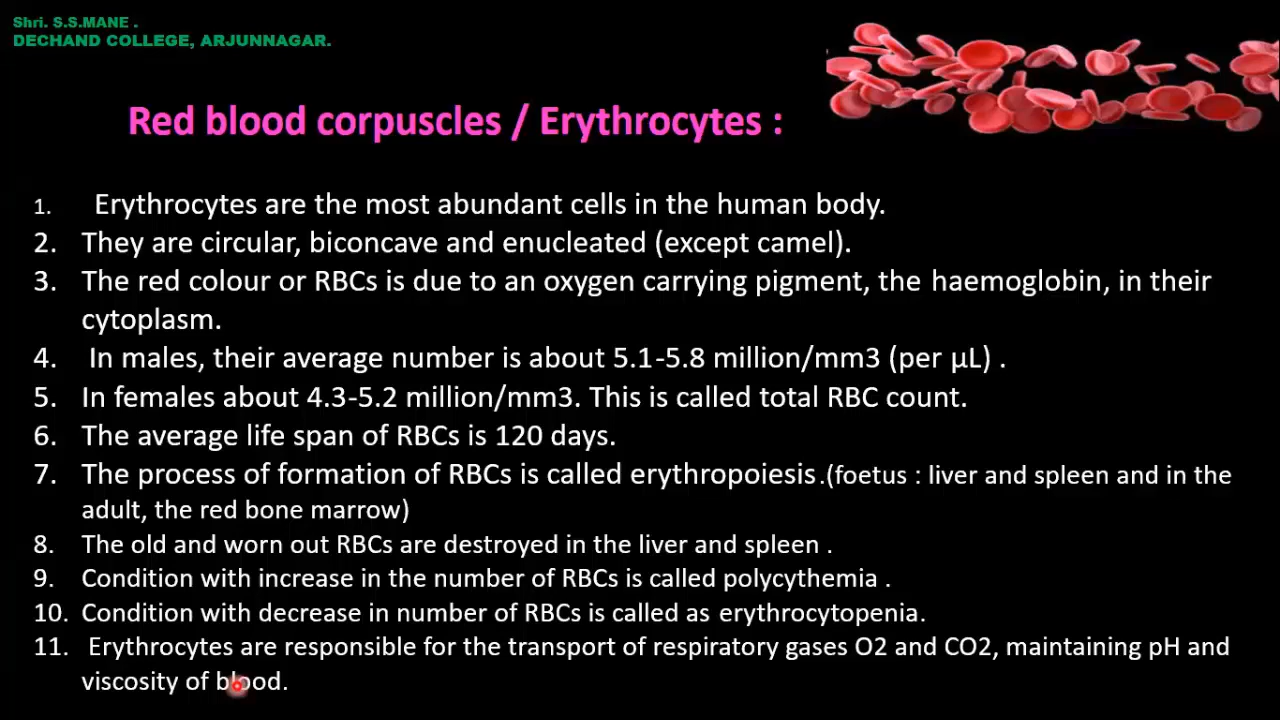 Shri. S.S.MANE .
DECHAND COLLEGE, ARJUNNAGAR.
Red blood corpuscles / Erythrocytes :
1. Erythrocytes are the most abundant cells in the human body.
2. They are circular, biconcave and enucleated (except camel).
3. The red colour or RBCs is due to an oxygen carrying pigment, the haemoglobin, in their
cytoplasm.
4. In males, their average number is about 5.1-5.8 million/mm3 (per µL) .
5. In females about 4.3-5.2 million/mm3. This is called total RBC count.
6. The average life span of RBCs is 120 days.
7. The process of formation of RBCs is called erythropoiesis.(foetus : liver and spleen and in the
adult, the red bone marrow)
8. The old and worn out RBCs are destroyed in the liver and spleen .
9. Condition with increase in the number of RBCs is called polycythemia .
10. Condition with decrease in number of RBCs is called as erythrocytopenia.
11. Erythrocytes are responsible for the transport of respiratory gases O2 and CO2, maintaining pH and
viscosity of blood.